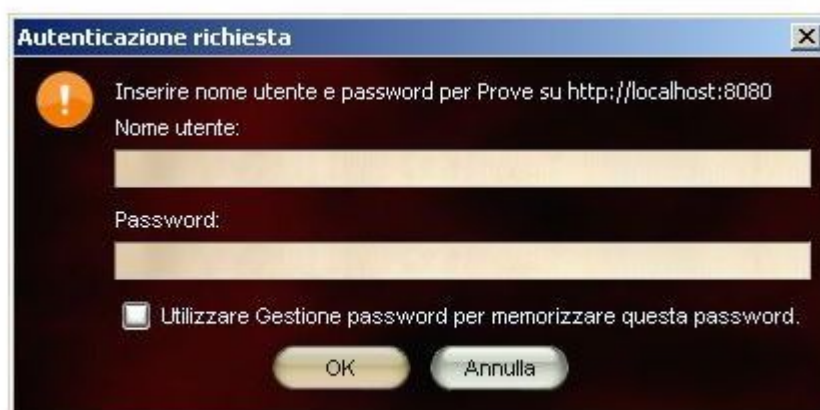 Autenticazione richiesta
Inserire nome utente e password per Prove su http://localhost:8080
Nome utente:
Password:
Utilizzare Gestione password per memorizzare questa password.
OK
Annulla